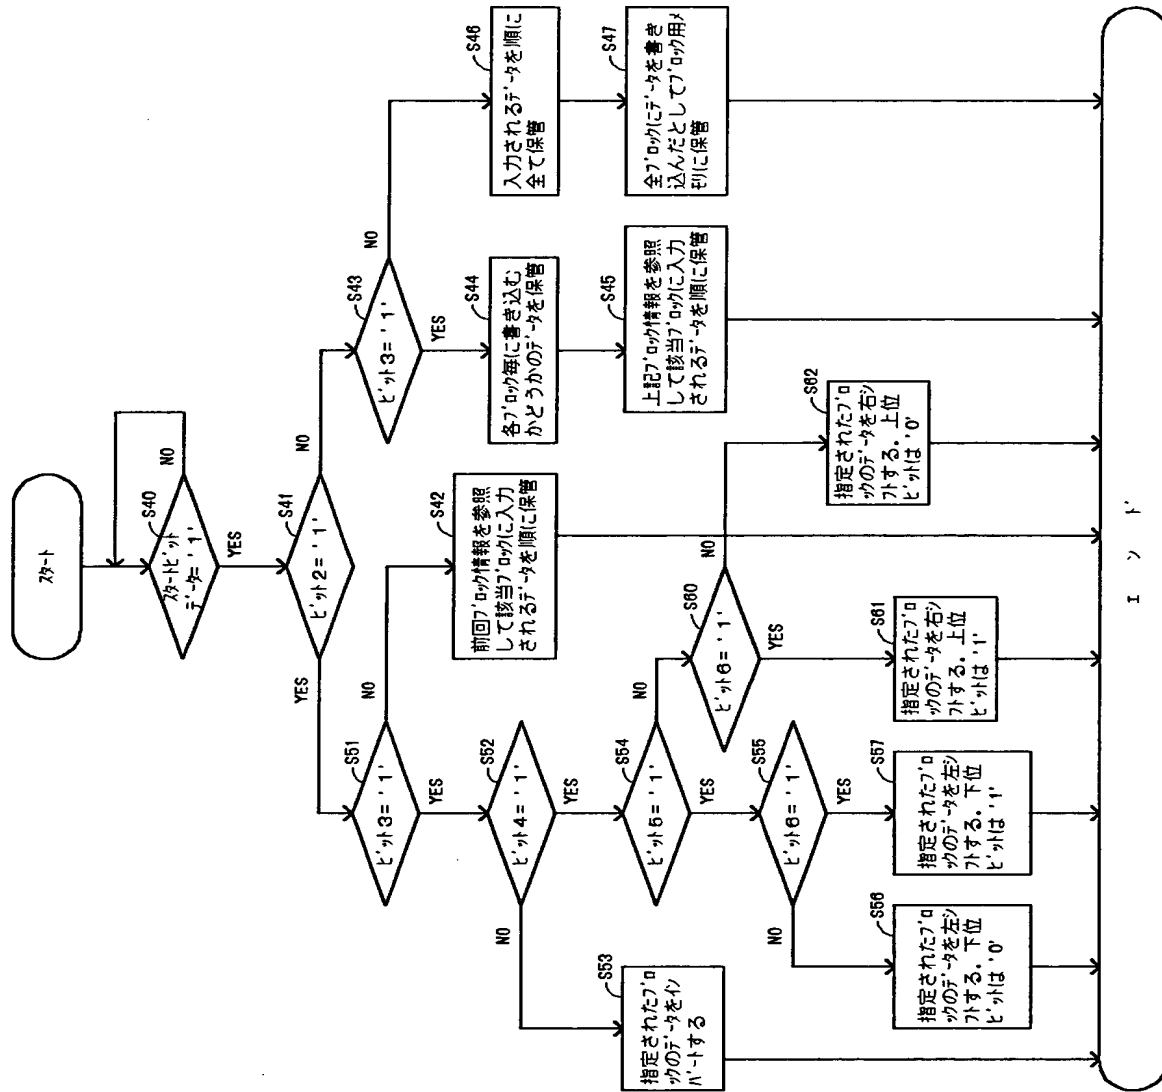 スタート
S40
スタートビット
データ='1'
NO
YES
S41
ビット2='1'
YES
NO
S51
ビット3='1'
NO
YES
S42
前回ブロック情報を参照
して該当ブロックに入力
されるデータを順に保管
S43
ビット3='1'
NO
YES
S44
各ブロック毎に書き込む
かどうかのデータを保管
S45
上記ブロック情報を参照
して該当ブロックに入力
されるデータを順に保管
S46
入力されるデータを順に
全て保管
S47
全ブロックにデータを書き
込んだとしてブロック用メ
モリに保管
S52
ビット4='1'
NO
YES
S53
指定されたブロ
ックのデータをイン
バートする
S54
ビット5='1'
NO
YES
S55
ビット6='1'
NO
YES
S56
指定されたブロ
ックのデータを左シ
フトする. 下位
ビットは'0'
S57
指定されたブロ
ックのデータを左シ
フトする. 下位
ビットは'1'
S60
ビット6='1'
NO
YES
S61
指定されたブロ
ックのデータを右シ
フトする. 上位
ビットは'1'
S62
指定されたブロ
ックのデータを右シ
フトする. 上位
ビットは'0'
エンド